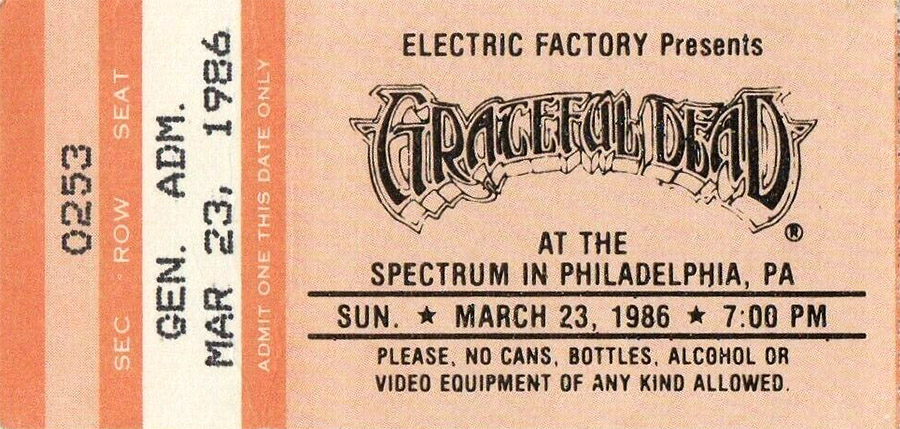 0253
SEC · ROW SEAT
GEN. ADM.
MAR 23, 1986
ADMIT ONE THIS DATE ONLY
ELECTRIC FACTORY Presents
GRATEFUL DEAD
®
AT THE
SPECTRUM IN PHILADELPHIA, PA
SUN. ★ MARCH 23, 1986 ★ 7:00 PM
PLEASE, NO CANS, BOTTLES, ALCOHOL OR
VIDEO EQUIPMENT OF ANY KIND ALLOWED.